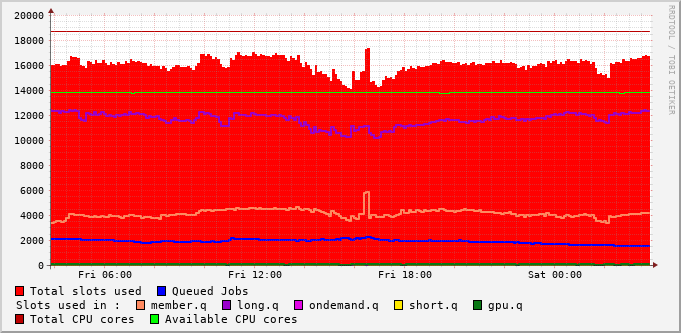 20000
18000
16000
14000
12000
10000
8000
6000
4000
2000
0
Fri 06:00 Fri 12:00 Fri 18:00 Sat 00:00
RRDTOOL / TOBI OETIKER
Total slots used Queued Jobs
Slots used in : member.q long.q ondemand.q short.q gpu.q
Total CPU cores Available CPU cores